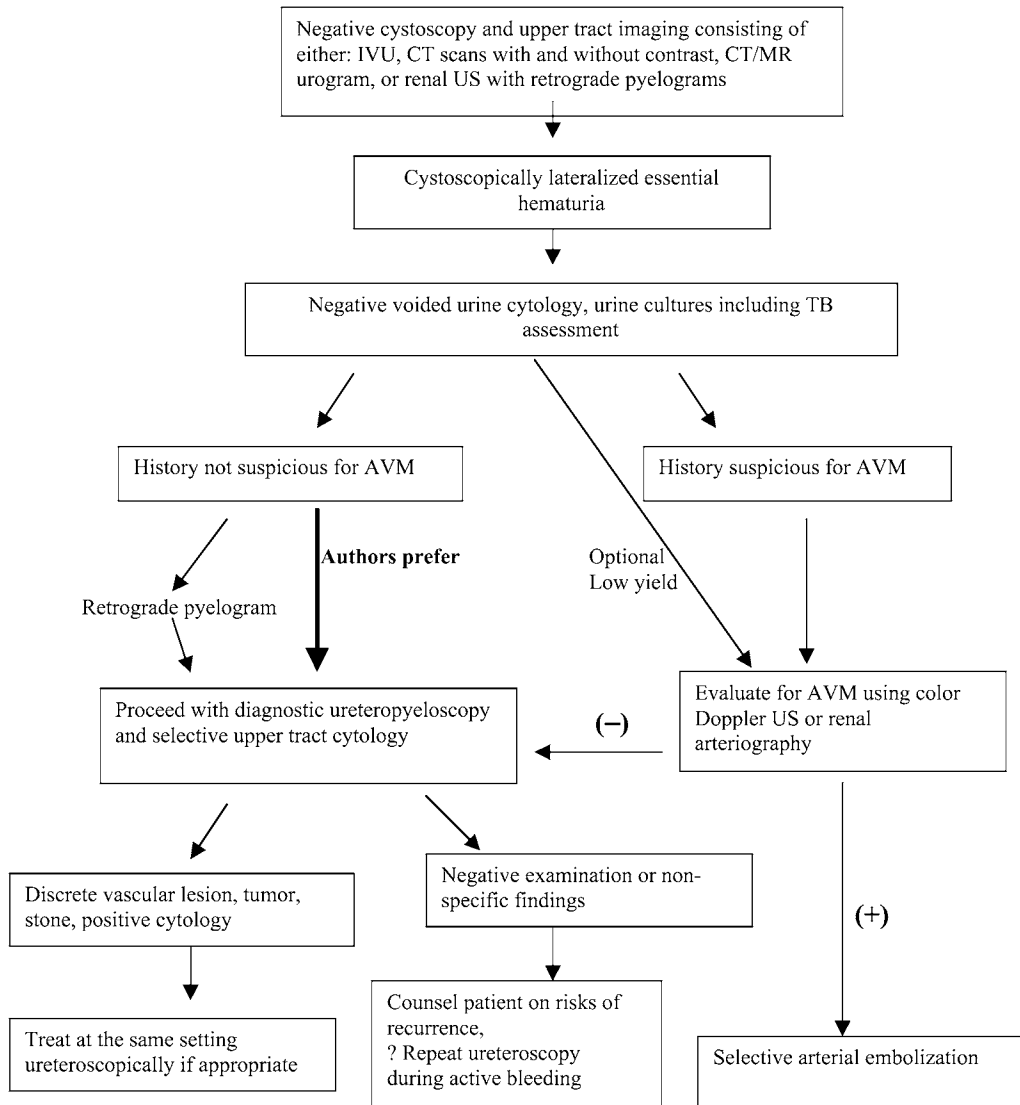 Negative cystoscopy and upper tract imaging consisting of
either: IVU, CT scans with and without contrast, CT/MR
urogram, or renal US with retrograde pyelograms
Cystoscopically lateralized essential
hematuria
Negative voided urine cytology, urine cultures including TB
assessment
History not suspicious for AVM
History suspicious for AVM
Authors prefer
Optional
Low yield
Retrograde pyelogram
Proceed with diagnostic ureteropyeloscopy
and selective upper tract cytology
(−)
Evaluate for AVM using color
Doppler US or renal
arteriography
Discrete vascular lesion, tumor,
stone, positive cytology
Negative examination or non-
specific findings
(+)
Treat at the same setting
ureteroscopically if appropriate
Counsel patient on risks of
recurrence,
? Repeat ureteroscopy
during active bleeding
Selective arterial embolization